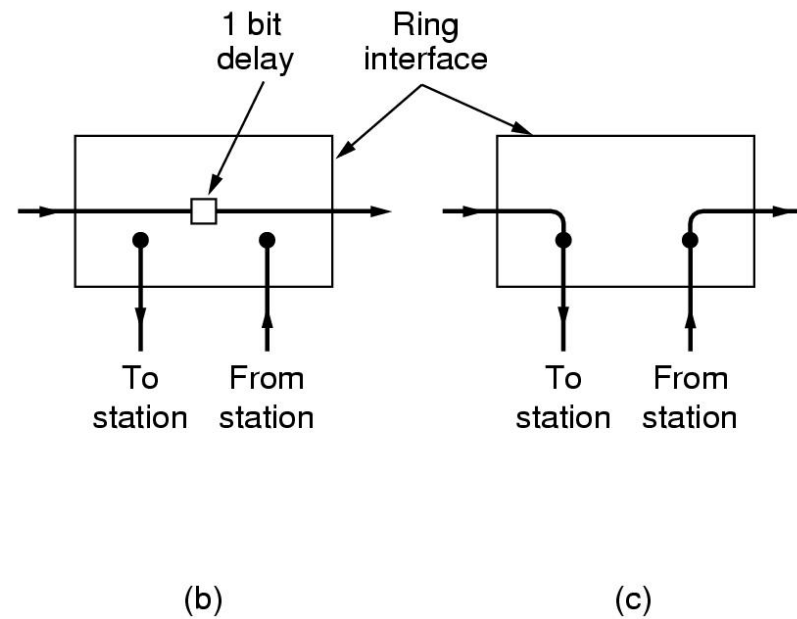 1 bit
delay
Ring
interface
To
station
From
station
To
station
From
station
(b)
(c)